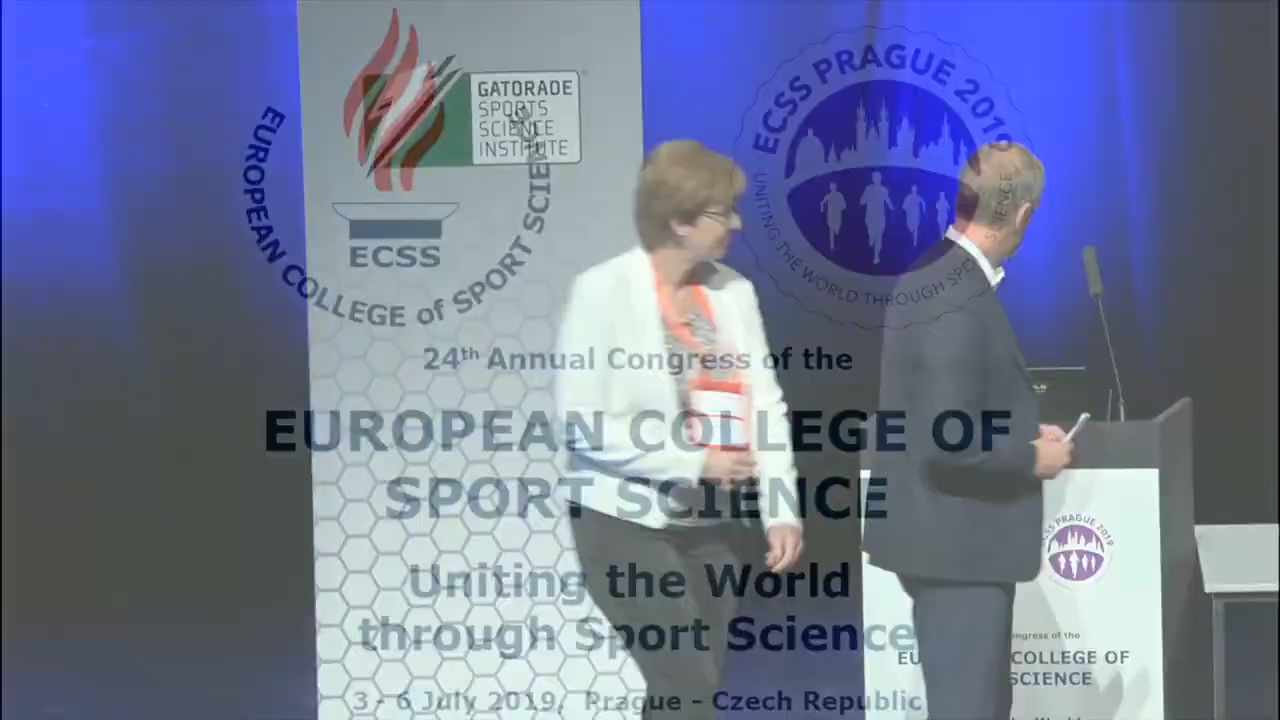 GATORADE
SPORTS
SCIENCE
INSTITUTE
EUROPEAN COLLEGE of SPORT SCIENCE
ECSS
ECSS PRAGUE 2019
UNITING THE WORLD THROUGH SPORT SCIENCE
24th Annual Congress of the
EUROPEAN COLLEGE OF
SPORT SCIENCE
Uniting the World
through Sport Science
3 - 6 July 2019, Prague - Czech Republic
ECSS PRAGUE 2019
ongress of the
EU COLLEGE OF
SCIENCE